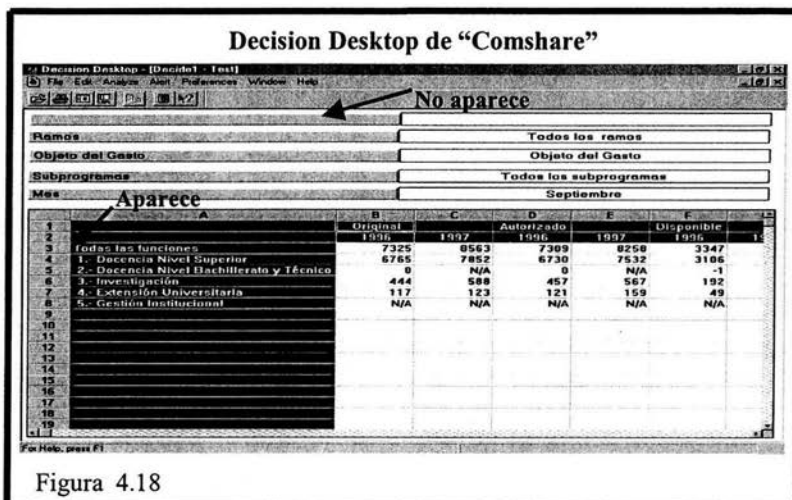 Decision Desktop de “Comshare”
Decision Desktop - [Decide1 - Test]
File Edit Analyze Alert Preferences Window Help
No aparece
Ramos Todos los ramos
Objeto del Gasto Objeto del Gasto
Subprogramas Todos los subprogramas
Mes Septiembre
Aparece
A B C D E F
1 Original Autorizado Disponible
2 1996 1997 1996 1997 1996
3 Todas las funciones 7325 8563 7309 8258 3347
4 1.- Docencia Nivel Superior 6765 7852 6730 7532 3106
5 2.- Docencia Nivel Bachillerato y Técnico 0 N/A 0 N/A -1
6 3.- Investigación 444 588 457 567 192
7 4.- Extensión Universitaria 117 123 121 159 49
8 5.- Gestión Institucional N/A N/A N/A N/A N/A
9
10
11
12
13
14
15
16
17
18
19
For Help, press F1
Figura 4.18